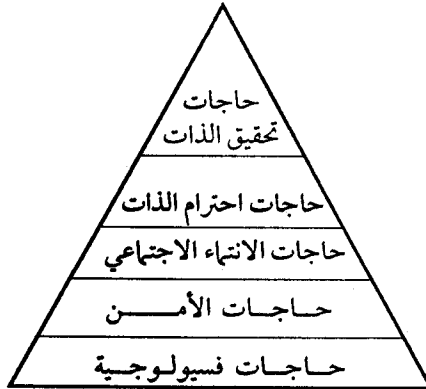 حاجات
تحقيق الذات
حاجات احترام الذات
حاجات الانتماء الاجتماعي
حاجات الأمن
حاجات فسيولوجية